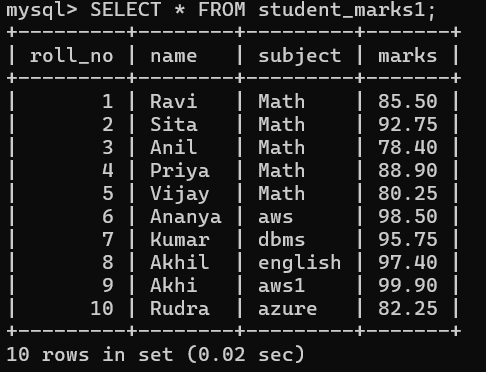 mysql> SELECT * FROM student_marks1;
+---------+--------+---------+-------+
| roll_no | name   | subject | marks |
+---------+--------+---------+-------+
|       1 | Ravi   | Math    | 85.50 |
|       2 | Sita   | Math    | 92.75 |
|       3 | Anil   | Math    | 78.40 |
|       4 | Priya  | Math    | 88.90 |
|       5 | Vijay  | Math    | 80.25 |
|       6 | Ananya | aws     | 98.50 |
|       7 | Kumar  | dbms    | 95.75 |
|       8 | Akhil  | english | 97.40 |
|       9 | Akhi   | aws1    | 99.90 |
|      10 | Rudra  | azure   | 82.25 |
+---------+--------+---------+-------+
10 rows in set (0.02 sec)